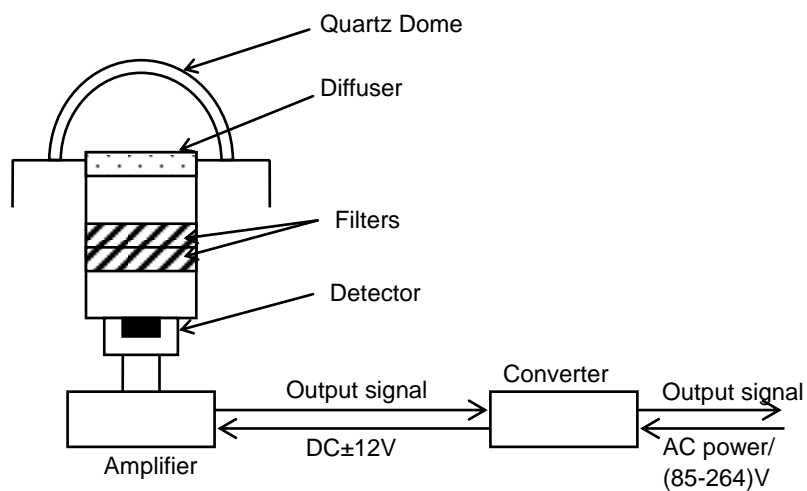 Quartz Dome
Diffuser
Filters
Detector
Converter
Output signal
Output signal
DC±12V
AC power/
(85-264)V
Amplifier